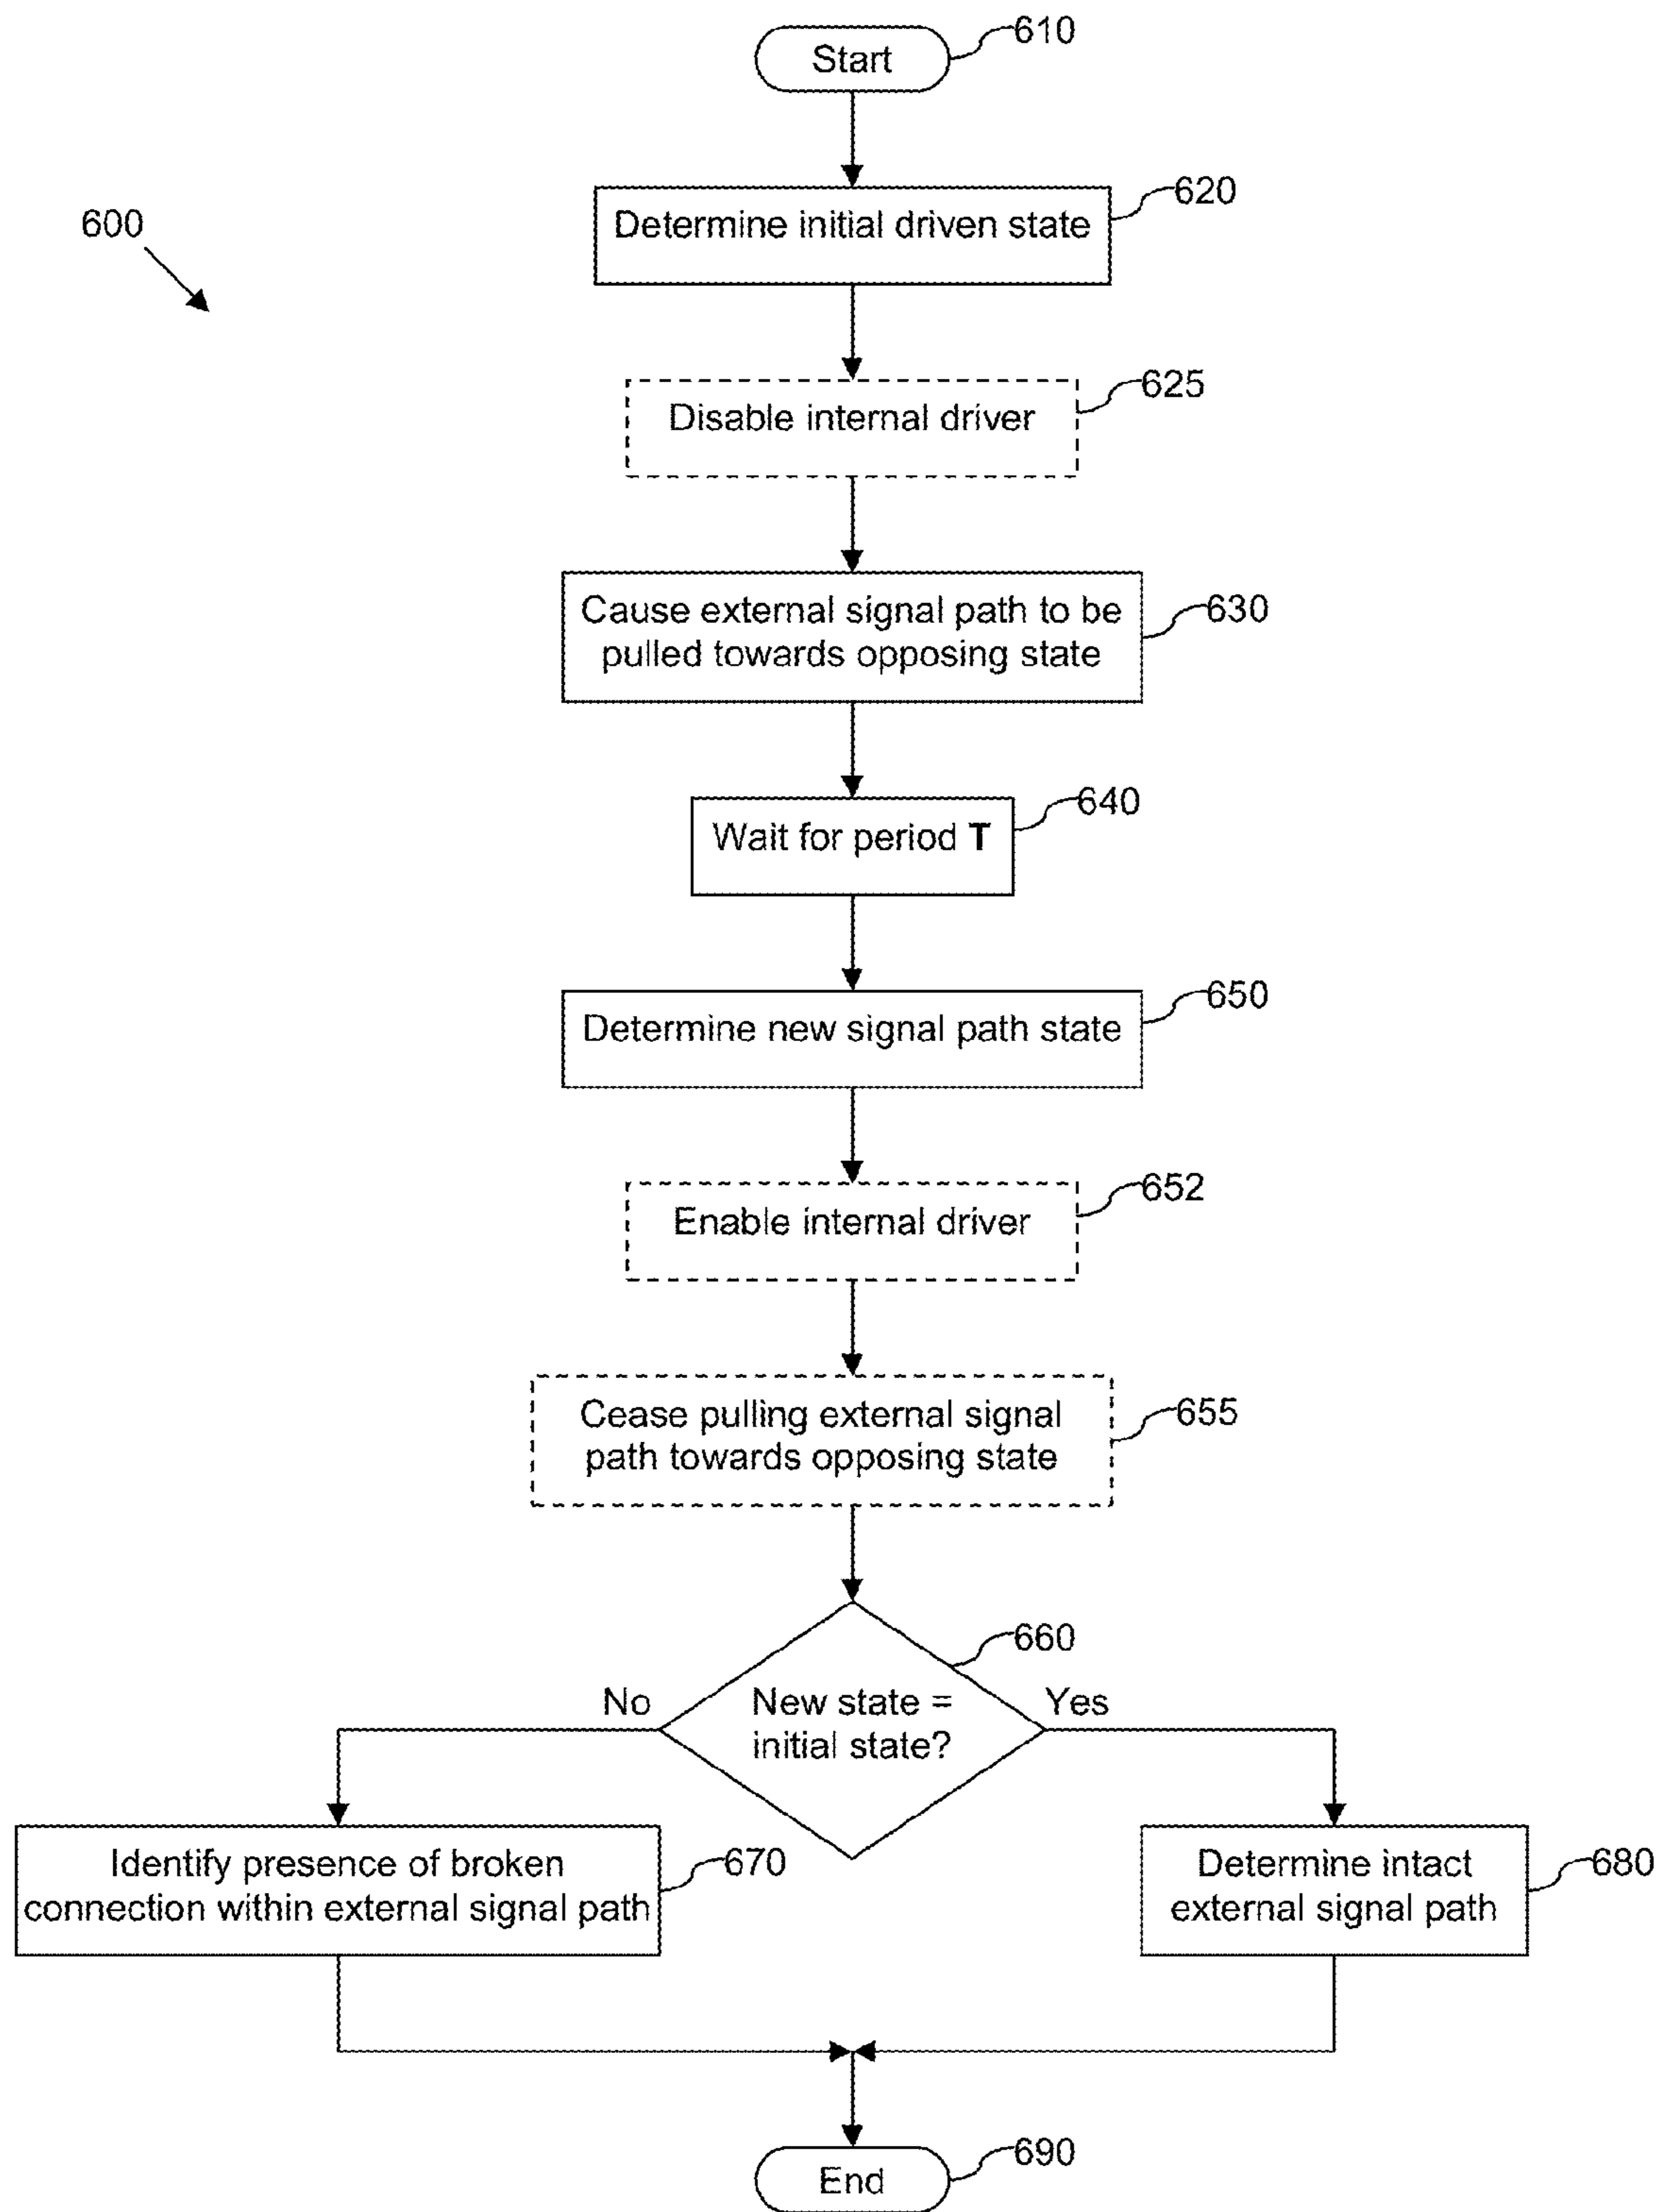 610
Start
620
600
Determine initial driven state
625
Disable internal driver
630
Cause external signal path to be
pulled towards opposing state
640
Wait for period T
650
Determine new signal path state
652
Enable internal driver
655
Cease pulling external signal
path towards opposing state
660
No
New state =
initial state?
Yes
Identify presence of broken
connection within external signal path
670
Determine intact
external signal path
680
690
End